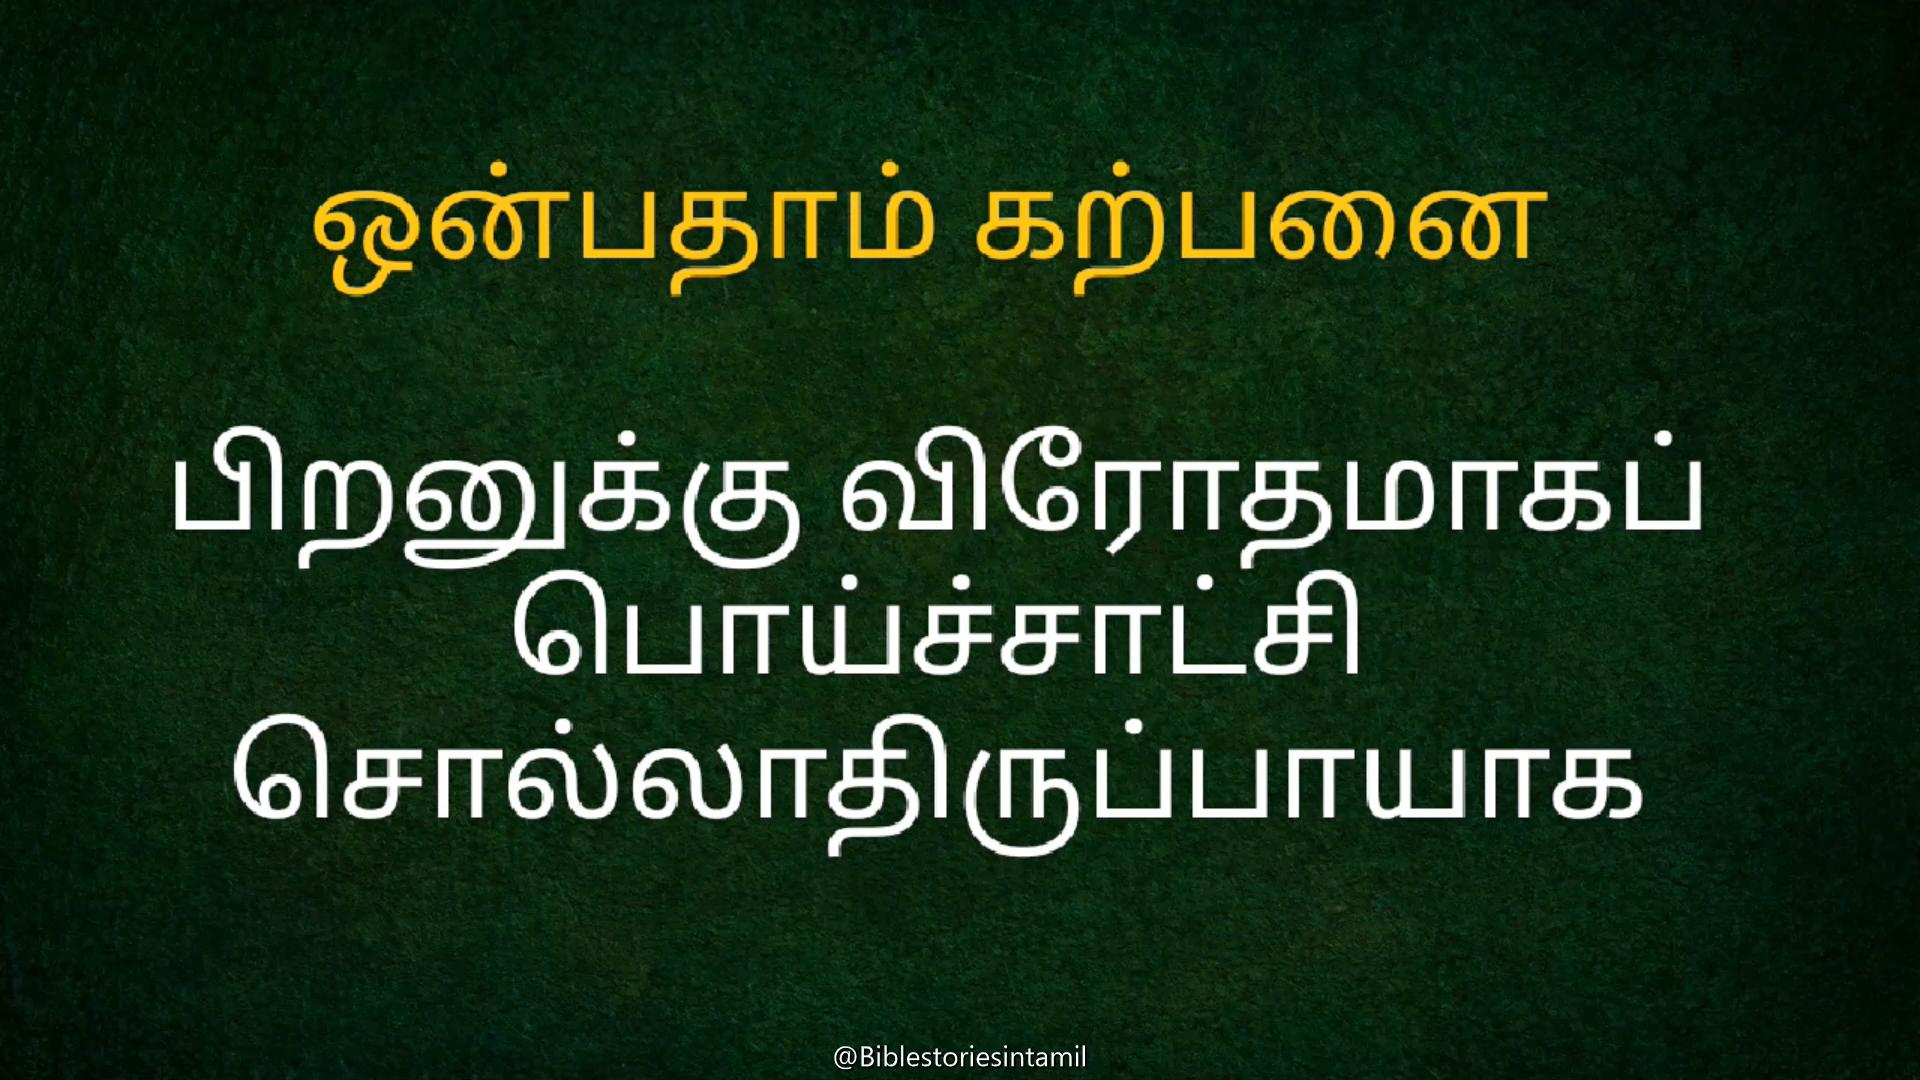 ஒன்பதாம் கற்பனை
பிறனுக்கு விரோதமாகப்
பொய்ச்சாட்சி
சொல்லாதிருப்பாயாக
@Biblestoriesintamil